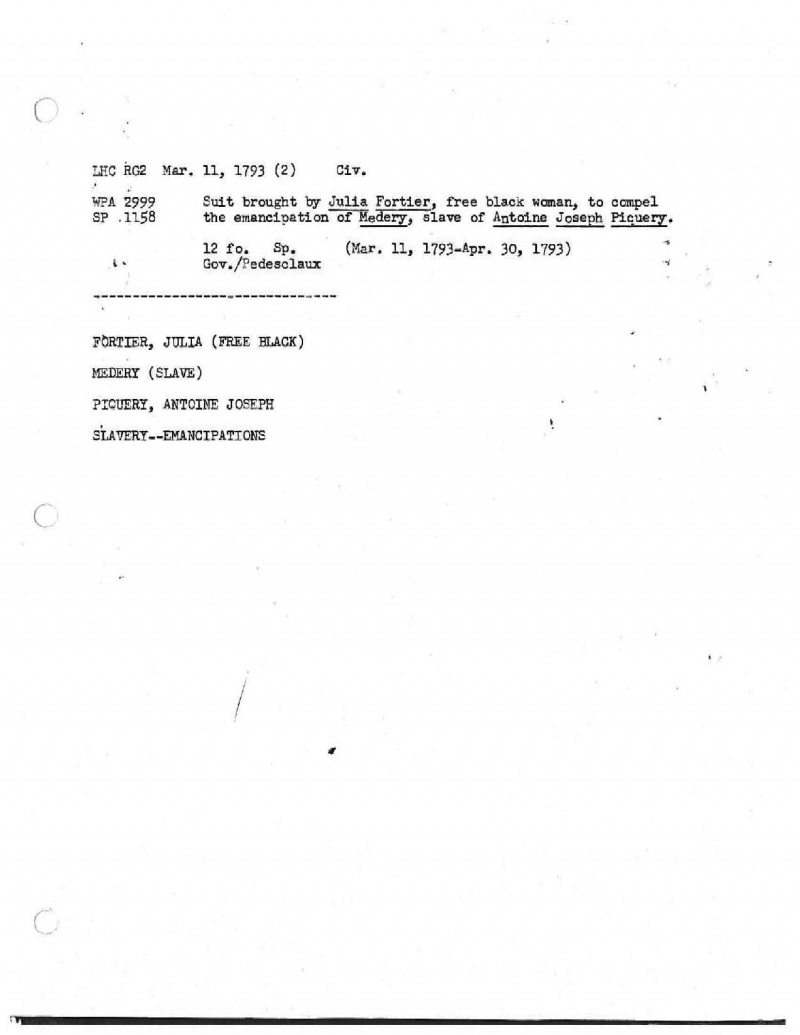 LHC RG2 Mar. 11, 1793 (2) Civ.
WPA 2999 Suit brought by Julia Fortier, free black woman, to compel
SP .1158 the emancipation of Medery, slave of Antoine Joseph Piquery.
12 fo. Sp. (Mar. 11, 1793-Apr. 30, 1793)
Gov./Pedesclaux
--------------------------------
FORTIER, JULIA (FREE BLACK)
MEDERY (SLAVE)
PIQUERY, ANTOINE JOSEPH
SLAVERY--EMANCIPATIONS